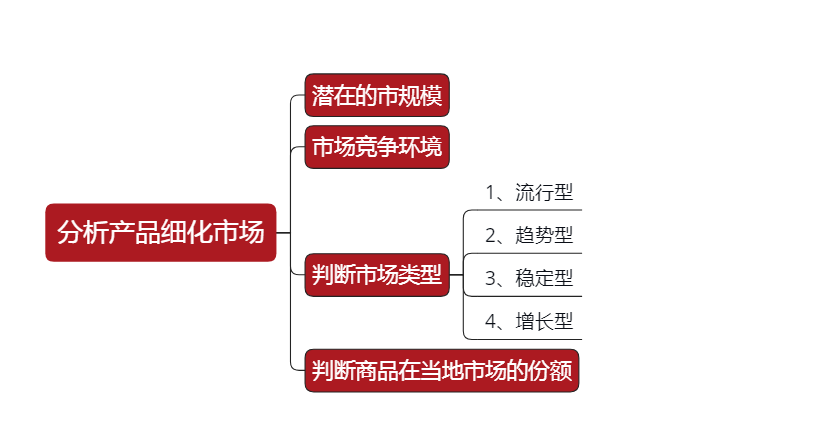 分析产品细化市场
潜在的市规模
市场竞争环境
判断市场类型
1、流行型
2、趋势型
3、稳定型
4、增长型
判断商品在当地市场的份额